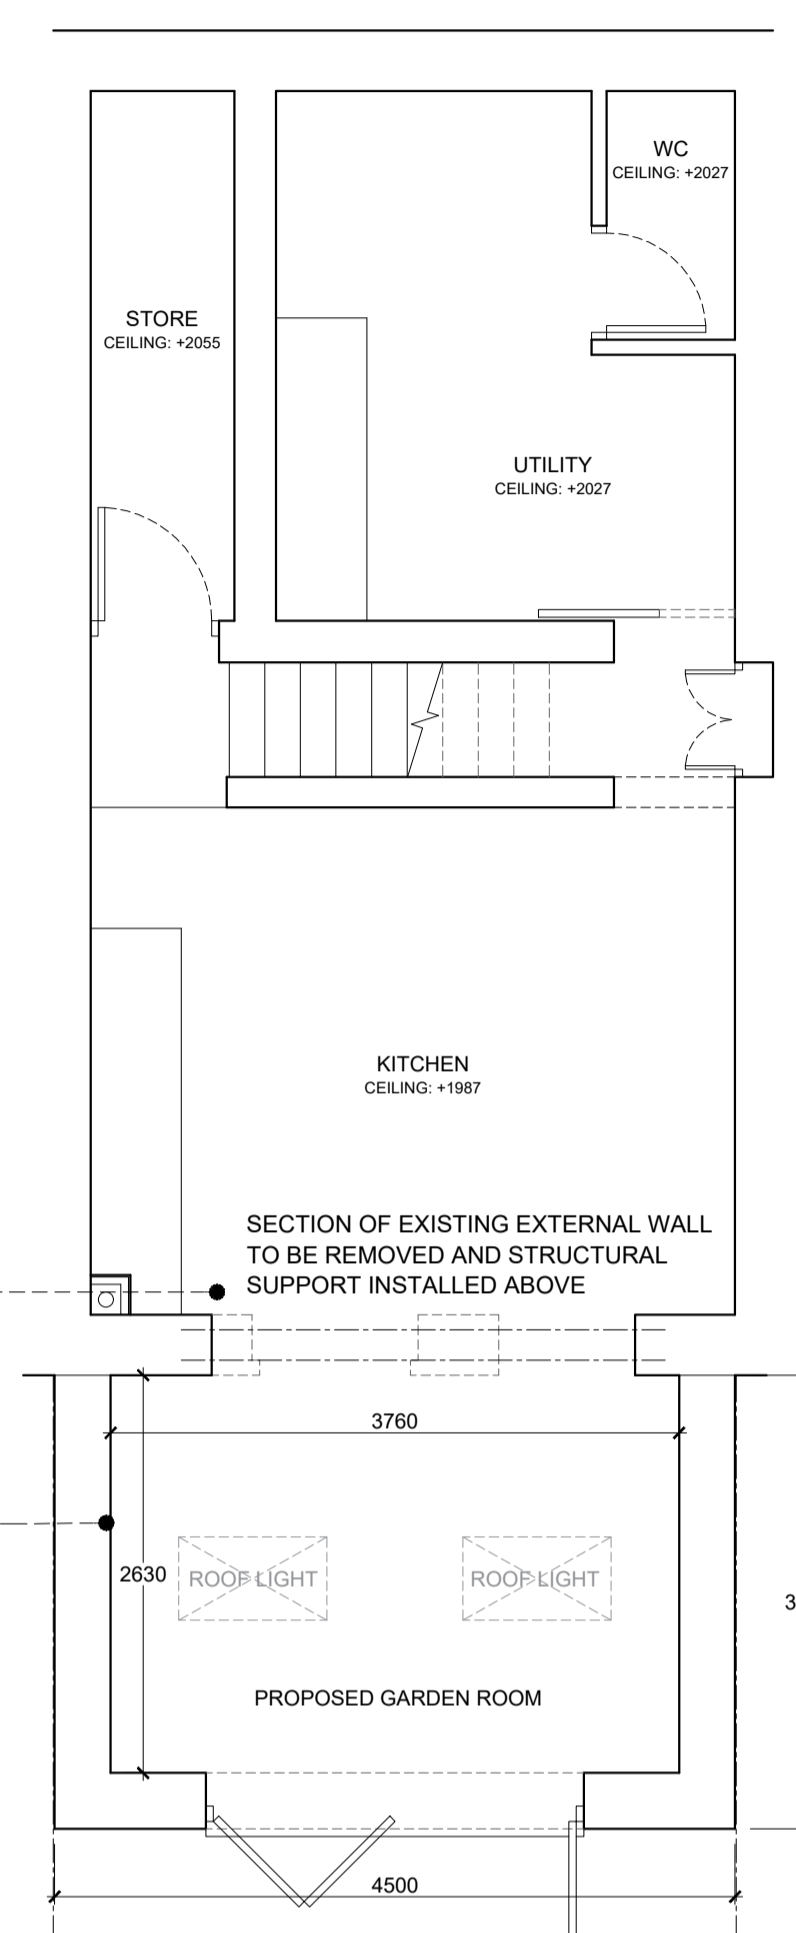 WC
CEILING: +2027
STORE
CEILING: +2055
UTILITY
CEILING: +2027
KITCHEN
CEILING: +1987
SECTION OF EXISTING EXTERNAL WALL
TO BE REMOVED AND STRUCTURAL
SUPPORT INSTALLED ABOVE
3760
2630
ROOF LIGHT
ROOF LIGHT
3
PROPOSED GARDEN ROOM
4500